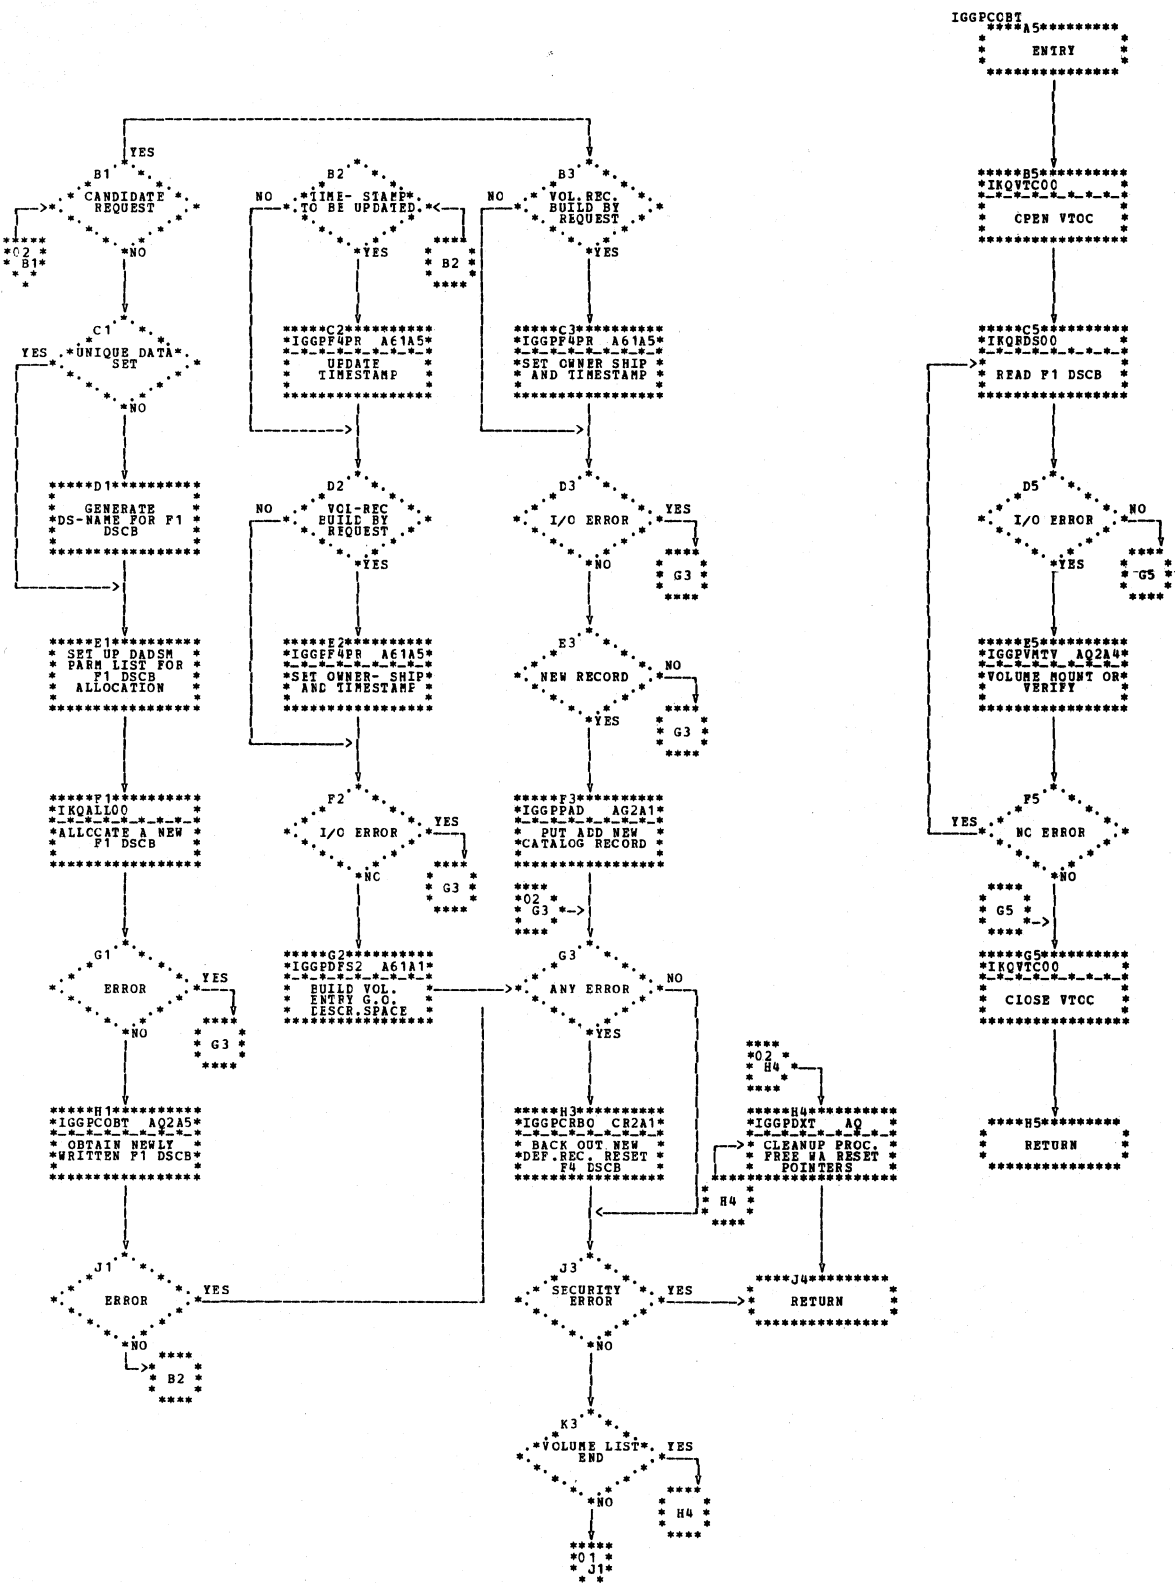 IGGPCOBT
A5
ENTRY
YES
B1
CANDIDATE
REQUEST
NO
02
B1
C1
YES
UNIQUE DATA
SET
NO
D1
GENERATE
DS-NAME FOR F1
DSCB
E1
SET UP DADSM
PARM LIST FOR
F1 DSCB
ALLOCATION
F1
IKQALL00
ALLCCATE A NEW
F1 DSCB
G1
ERROR
YES
G3
NO
H1
IGGPCOBT AQ2A5
OBTAIN NEWLY
WRITTEN F1 DSCB
J1
ERROR
YES
NO
B2
B2
NO
TIME- STAMP
TO BE UPDATED
B2
YES
C2
IGGPF4PR A61A5
UPDATE
TIMESTAMP
D2
NO
VOL-REC
BUILD BY
REQUEST
YES
E2
IGGPF4PR A61A5
SET OWNER- SHIP
AND TIMESTAMP
F2
I/O ERROR
YES
G3
NC
G2
IGGPDFS2 A61A1
BUILD VOL.
ENTRY G.O.
DESCR.SPACE
B3
NO
VOL.REC.
BUILD BY
REQUEST
YES
C3
IGGPF4PR A61A5
SET OWNER SHIP
AND TIMESTAMP
D3
I/O ERROR
YES
G3
NO
E3
NEW RECORD
NO
G3
YES
F3
IGGPPAD AG2A1
PUT ADD NEW
CATALOG RECORD
02
G3
G3
ANY ERROR
NO
YES
H3
IGGPCRBO CR2A1
BACK OUT NEW
DEF.REC. RESET
F4 DSCB
J3
SECURITY
ERROR
YES
NO
K3
VOLUME LIST
END
YES
H4
NO
01
J1
02
H4
H4
IGGPDXT AQ
CLEANUP PROC.
FREE WA RESET
POINTERS
H4
J4
RETURN
B5
IKQVTC00
CPEN VTOC
C5
IKQRDS00
READ F1 DSCB
D5
I/O ERROR
NO
G5
YES
E5
IGGPVMTV AQ2A4
VOLUME MOUNT OR
VERIFY
F5
YES
NC ERROR
NO
G5
G5
IKQVTC00
CLOSE VTCC
H5
RETURN